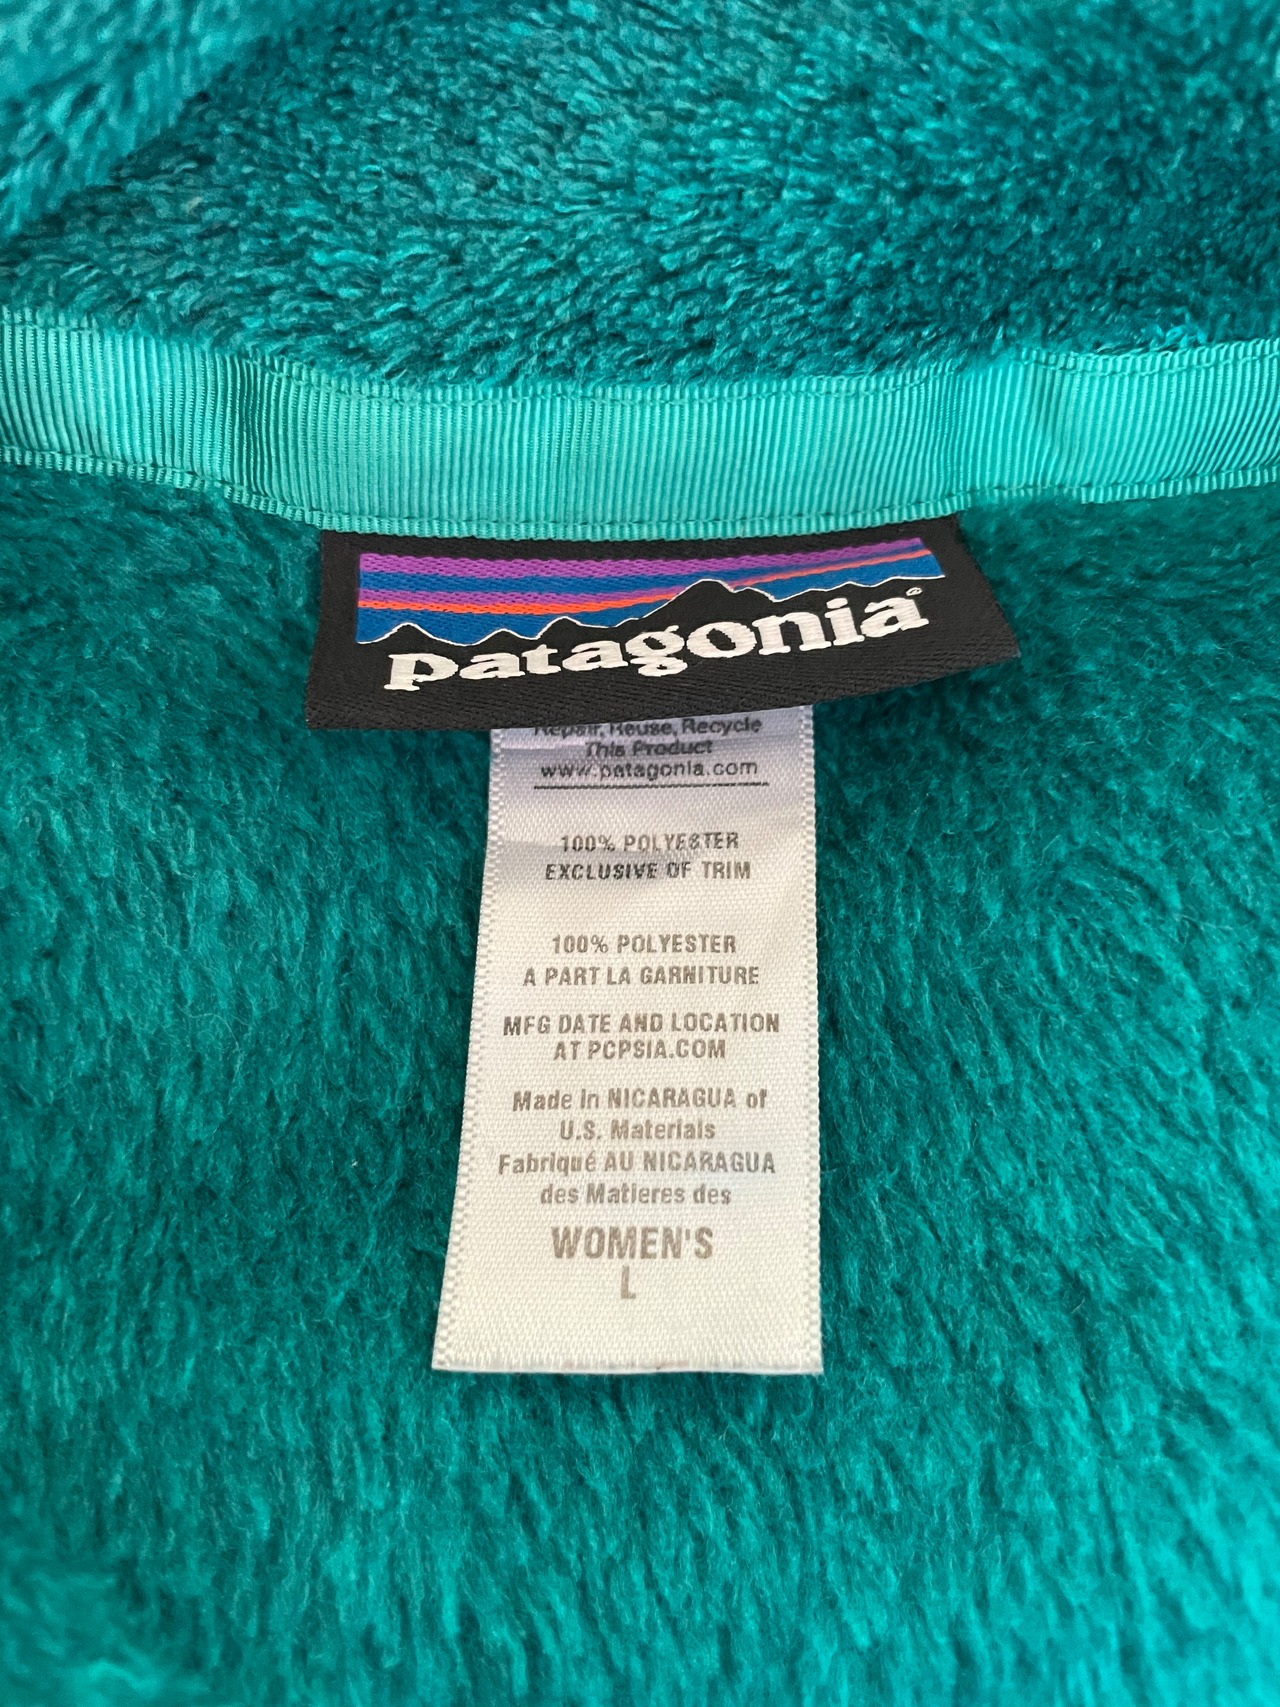 patagonia®
Repair, Reuse, Recycle
This Product
www.patagonia.com
100% POLYESTER
EXCLUSIVE OF TRIM
100% POLYESTER
A PART LA GARNITURE
MFG DATE AND LOCATION
AT PCPSIA.COM
Made in NICARAGUA of
U.S. Materials
Fabriqué AU NICARAGUA
des Matieres des
WOMEN'S
L